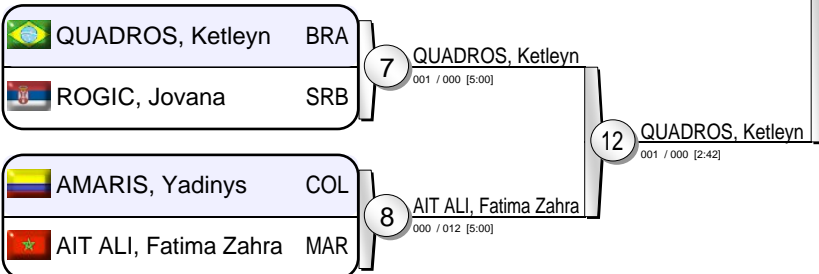 QUADROS, Ketleyn BRA
ROGIC, Jovana SRB
7
QUADROS, Ketleyn
001 / 000 [5:00]
AMARIS, Yadinys COL
AIT ALI, Fatima Zahra MAR
8
AIT ALI, Fatima Zahra
000 / 012 [5:00]
12
QUADROS, Ketleyn
001 / 000 [2:42]